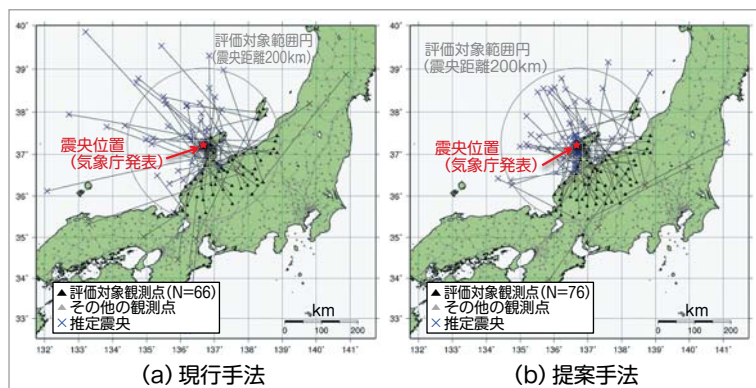 40°
39°
38°
37°
36°
35°
34°
33°
132° 133° 134° 135° 136° 137° 138° 139° 140° 141°
評価対象範囲円
(震央距離200km)
震央位置
(気象庁発表)
▲ 評価対象観測点(N=66)
▲ その他の観測点
× 推定震央
km
0 100 200
(a) 現行手法
40°
39°
38°
37°
36°
35°
34°
33°
132° 133° 134° 135° 136° 137° 138° 139° 140° 141°
評価対象範囲円
(震央距離200km)
震央位置
(気象庁発表)
▲ 評価対象観測点(N=76)
▲ その他の観測点
× 推定震央
km
0 100 200
(b) 提案手法